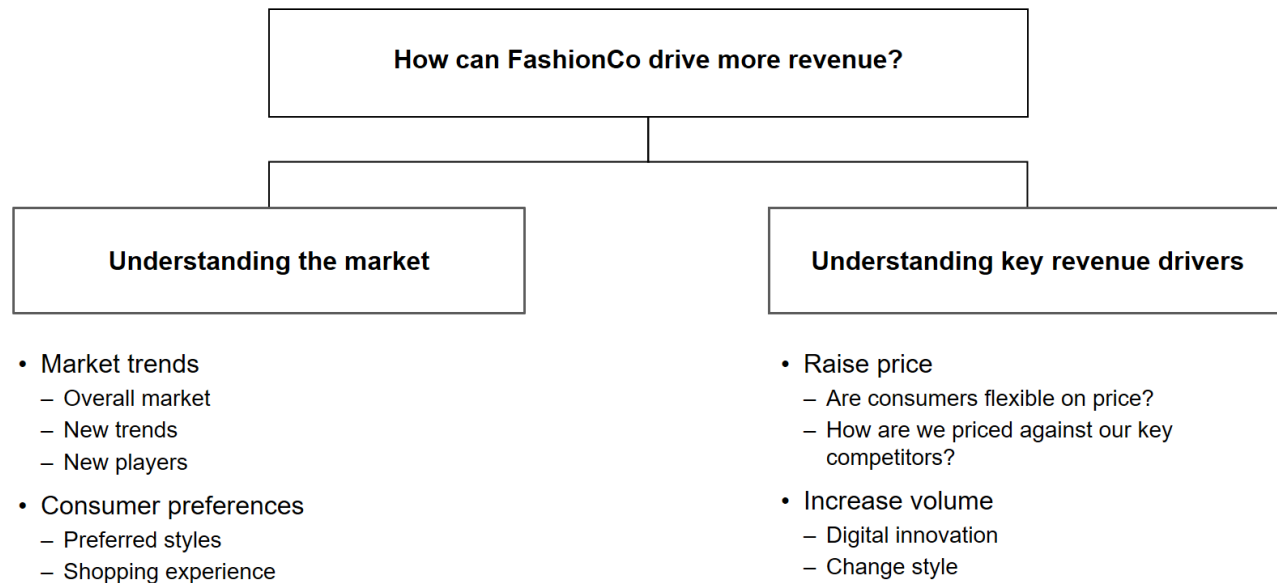 How can FashionCo drive more revenue?
Understanding the market
• Market trends
– Overall market
– New trends
– New players
• Consumer preferences
– Preferred styles
– Shopping experience
Understanding key revenue drivers
• Raise price
– Are consumers flexible on price?
– How are we priced against our key
competitors?
• Increase volume
– Digital innovation
– Change style